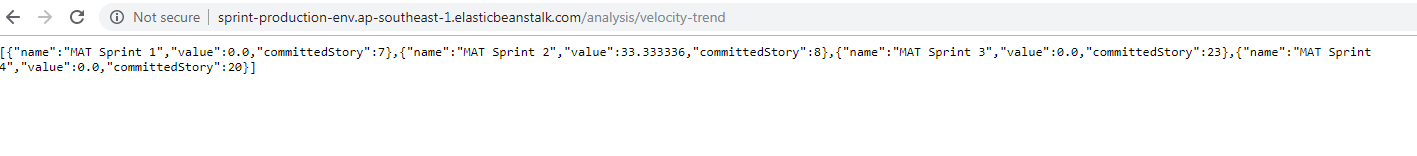 Not secure | sprint-production-env.ap-southeast-1.elasticbeanstalk.com/analysis/velocity-trend
[{"name":"MAT Sprint 1","value":0.0,"committedStory":7},{"name":"MAT Sprint 2","value":33.333336,"committedStory":8},{"name":"MAT Sprint 3","value":0.0,"committedStory":23},{"name":"MAT Sprint
4","value":0.0,"committedStory":20}]